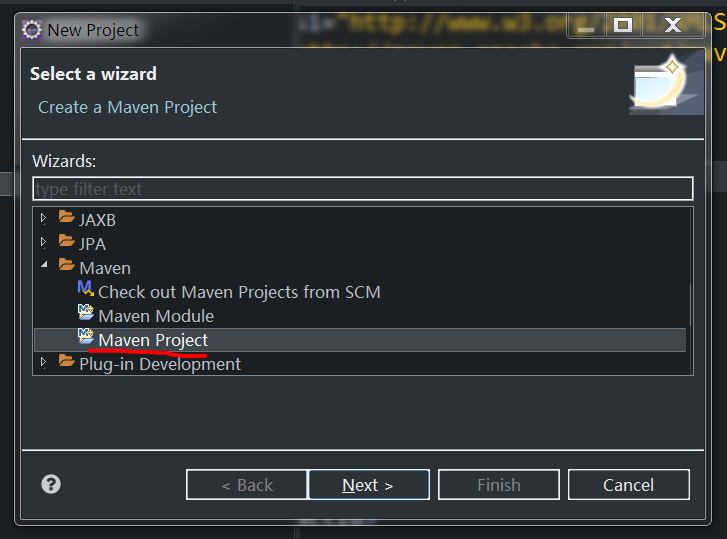 New Project
Select a wizard
Create a Maven Project
Wizards:
type filter text
JAXB
JPA
Maven
Check out Maven Projects from SCM
Maven Module
Maven Project
Plug-in Development
< Back
Next >
Finish
Cancel